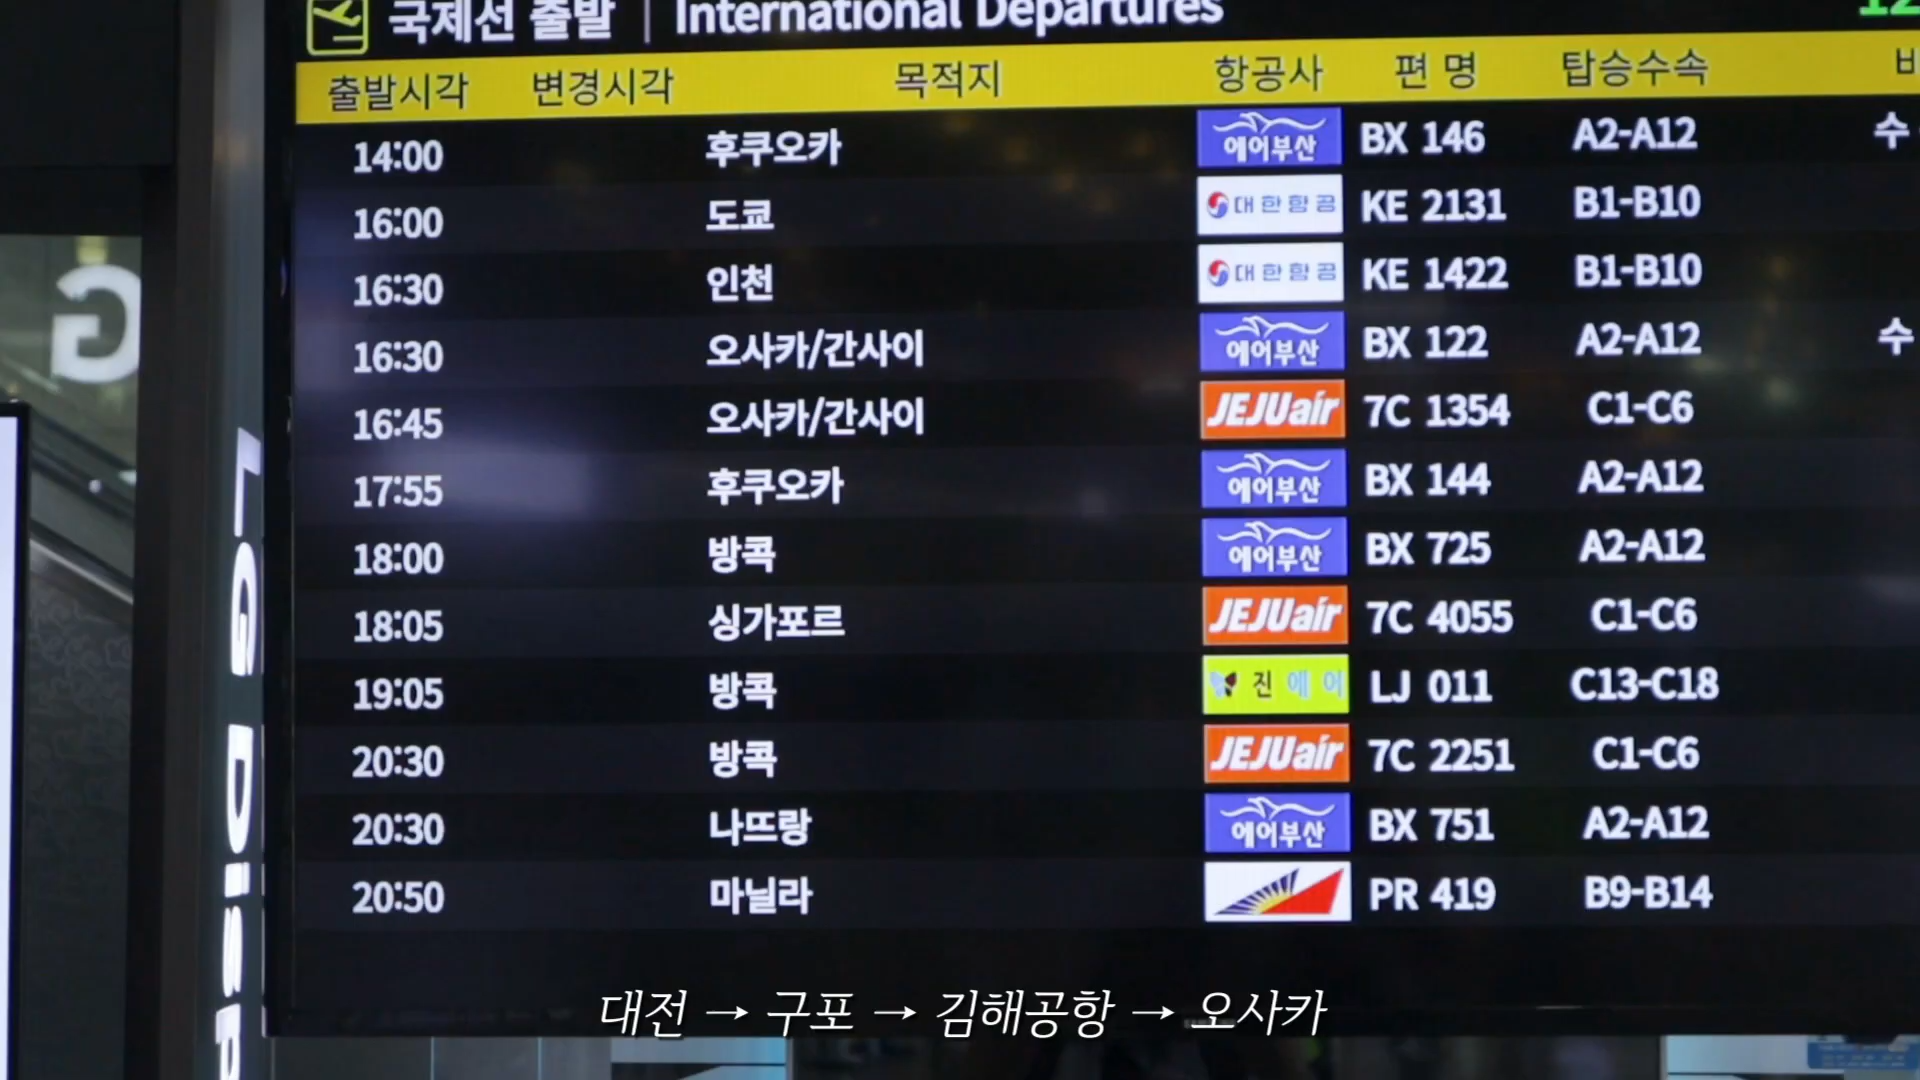 국제선 출발 | International Departures
출발시각 변경시각 목적지 항공사 편 명 탑승수속
14:00 후쿠오카 에어부산 BX 146 A2-A12 수
16:00 도쿄 대한항공 KE 2131 B1-B10
16:30 인천 대한항공 KE 1422 B1-B10
16:30 오사카/간사이 에어부산 BX 122 A2-A12 수
16:45 오사카/간사이 JEJUair 7C 1354 C1-C6
17:55 후쿠오카 에어부산 BX 144 A2-A12
18:00 방콕 에어부산 BX 725 A2-A12
18:05 싱가포르 JEJUair 7C 4055 C1-C6
19:05 방콕 진에어 LJ 011 C13-C18
20:30 방콕 JEJUair 7C 2251 C1-C6
20:30 나뜨랑 에어부산 BX 751 A2-A12
20:50 마닐라 PR 419 B9-B14
대전 → 구포 → 김해공항 → 오사카
G
LG DiSP